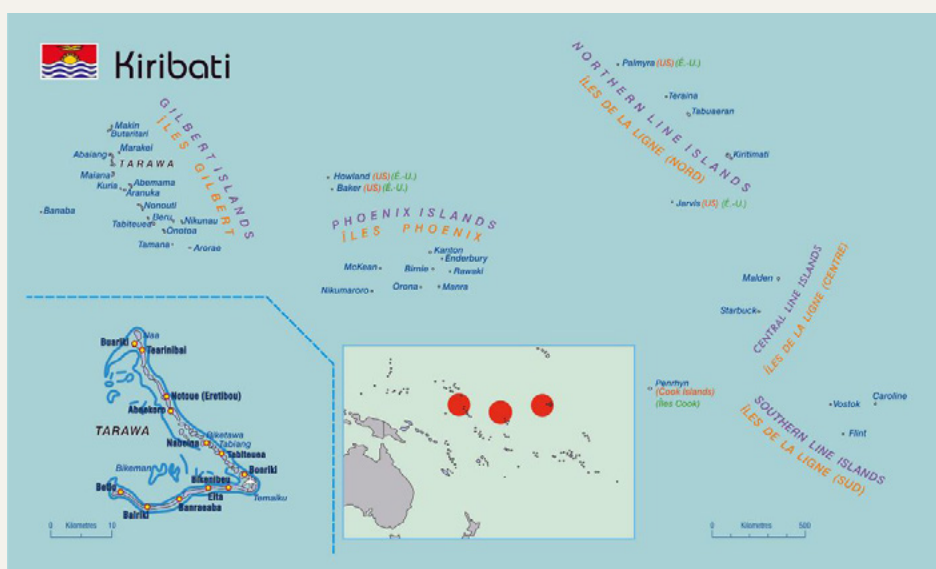 Kiribati
GILBERT ISLANDS
ÎLES GILBERT
Makin
Butaritari
Marakei
Abaiang
TARAWA
Maiana
Abemama
Kuria
Aranuka
Nonouti
Banaba
Beru
Nikunau
Tabiteuea
Onotoa
Tamana
Arorae
Howland (US) (É.-U.)
Baker (US) (É.-U.)
PHOENIX ISLANDS
ÎLES PHOENIX
Kanton
Enderbury
McKean
Birnie
Rawaki
Nikumaroro
Orona
Manra
NORTHERN LINE ISLANDS
ÎLES DE LA LIGNE (NORD)
Palmyra (US) (É.-U.)
Teraina
Tabuaeran
Kiritimati
Jarvis (US) (É.-U.)
CENTRAL LINE ISLANDS
ÎLES DE LA LIGNE (CENTRE)
Malden
Starbuck
Penrhyn
(Cook Islands)
(Îles Cook)
SOUTHERN LINE ISLANDS
ÎLES DE LA LIGNE (SUD)
Caroline
Vostok
Flint
Naa
Buariki
Tearinibai
Notoue (Eretibou)
Abaokoro
TARAWA
Biketawa
Nabeina
Tabiang
Tabiteuea
Bikeman
Bonriki
Bikenibeu
Betio
Eita
Temaiku
Banraeaba
Bairiki
0 Kilometres 10
0 Kilometres 500